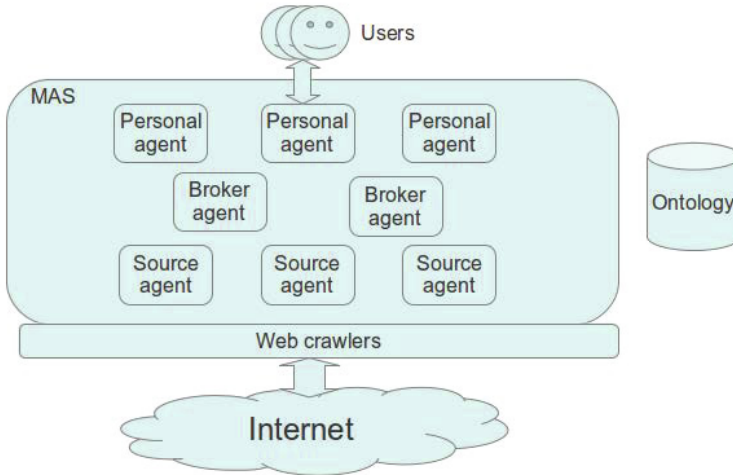 Users
MAS
Personal agent
Personal agent
Personal agent
Broker agent
Broker agent
Ontology
Source agent
Source agent
Source agent
Web crawlers
Internet